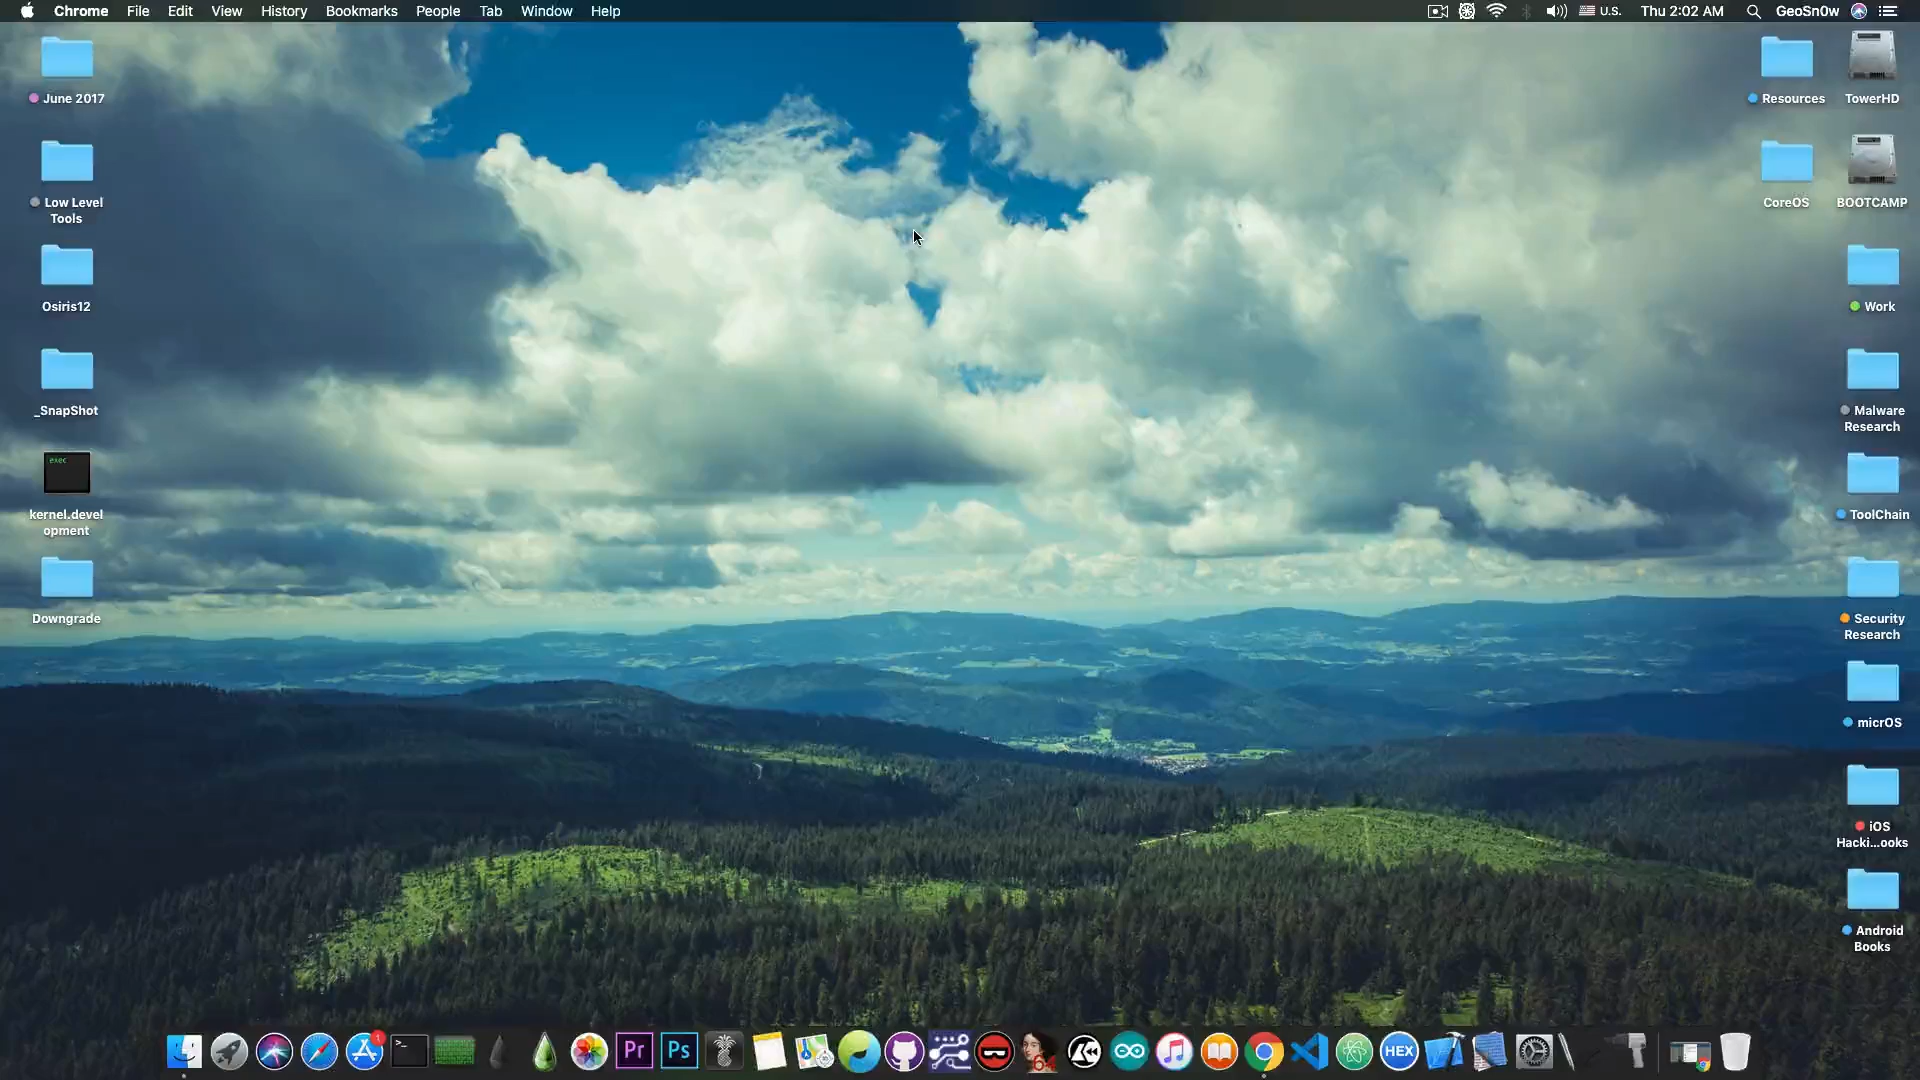 Chrome File Edit View History Bookmarks People Tab Window Help U.S. Thu 2:02 AM GeoSn0w
June 2017
Low Level
Tools
Osiris12
_SnapShot
exec
kernel.devel
opment
Downgrade
Resources
TowerHD
CoreOS
BOOTCAMP
Work
Malware
Research
ToolChain
Security
Research
micrOS
iOS
Hacki...ooks
Android
Books
1
>_
Pr
Ps
64
HEX